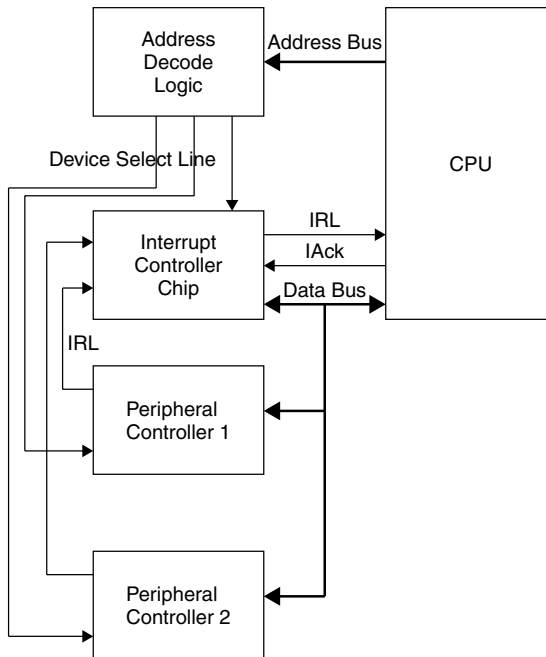 Address
Decode
Logic
Address Bus
CPU
Device Select Line
Interrupt
Controller
Chip
IRL
IAck
Data Bus
IRL
Peripheral
Controller 1
Peripheral
Controller 2